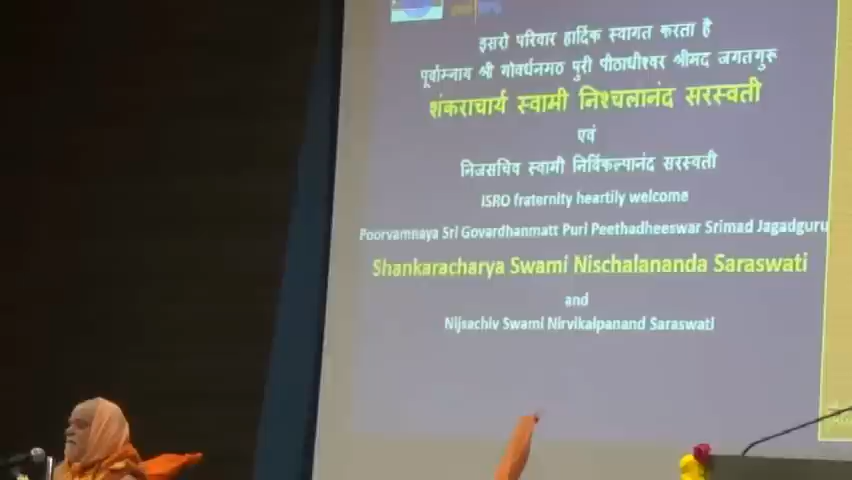 इसरो परिवार हार्दिक स्वागत करता है
पूर्वाम्नाय श्री गोवर्धनमठ पुरी पीठाधीश्वर श्रीमद जगतगुरू
शंकराचार्य स्वामी निश्चलानंद सरस्वती
एवं
निजसचिव स्वामी निर्विकल्पानंद सरस्वती
ISRO fraternity heartily welcome
Poorvamnaya Sri Govardhanmatt Puri Peethadheeswar Srimad Jagadguru
Shankaracharya Swami Nischalananda Saraswati
and
Nijsachiv Swami Nirvikalpanand Saraswati